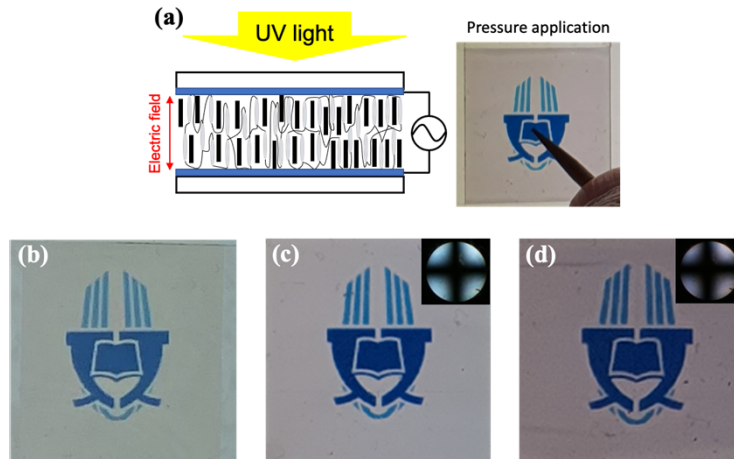 (a)
UV light
Pressure application
Electric field
(b)
(c)
(d)